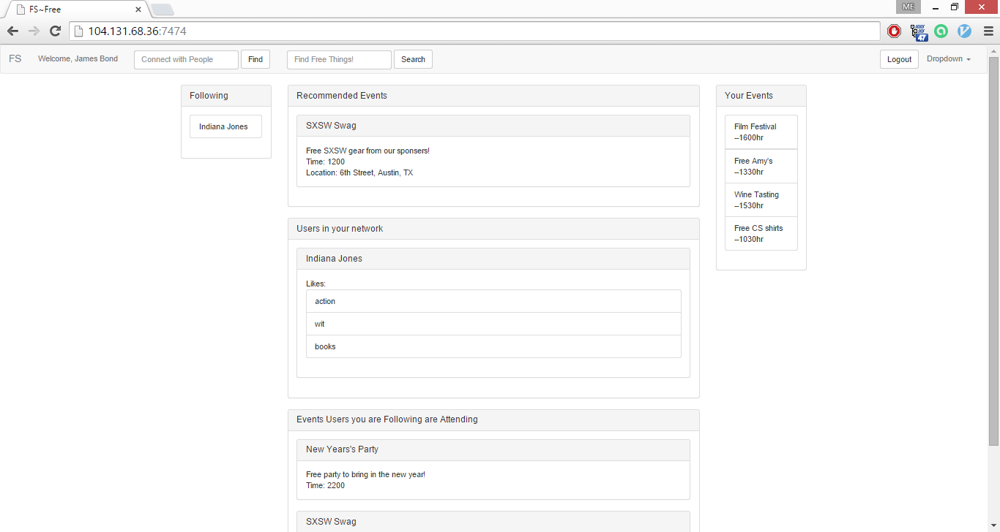 FS~Free
ME
104.131.68.36:7474
47
FS
Welcome, James Bond
Connect with People
Find
Find Free Things!
Search
Logout
Dropdown
Following
Indiana Jones
Recommended Events
SXSW Swag
Free SXSW gear from our sponsers!
Time: 1200
Location: 6th Street, Austin, TX
Users in your network
Indiana Jones
Likes:
action
wit
books
Events Users you are Following are Attending
New Years's Party
Free party to bring in the new year!
Time: 2200
SXSW Swag
Your Events
Film Festival
--1600hr
Free Amy's
--1330hr
Wine Tasting
--1530hr
Free CS shirts
--1030hr